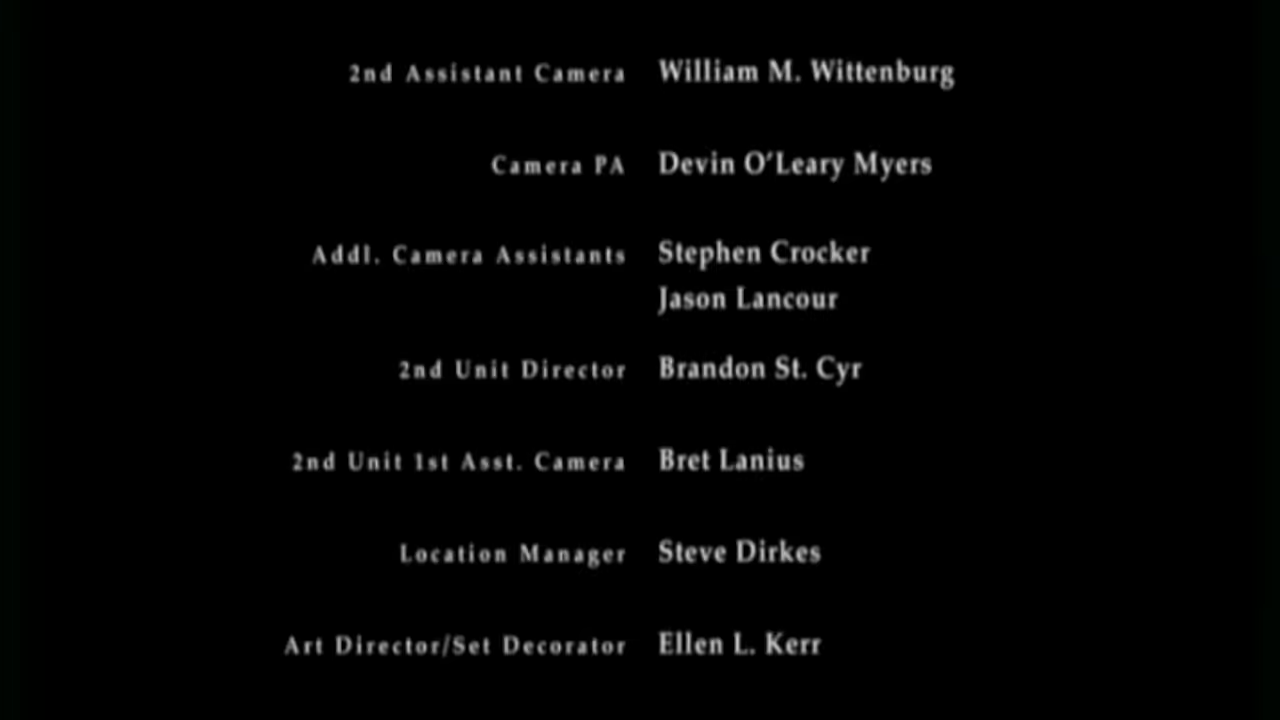 2nd Assistant Camera William M. Wittenburg
Camera PA Devin O'Leary Myers
Addl. Camera Assistants Stephen Crocker
Jason Lancour
2nd Unit Director Brandon St. Cyr
2nd Unit 1st Asst. Camera Bret Lanius
Location Manager Steve Dirkes
Art Director/Set Decorator Ellen L. Kerr